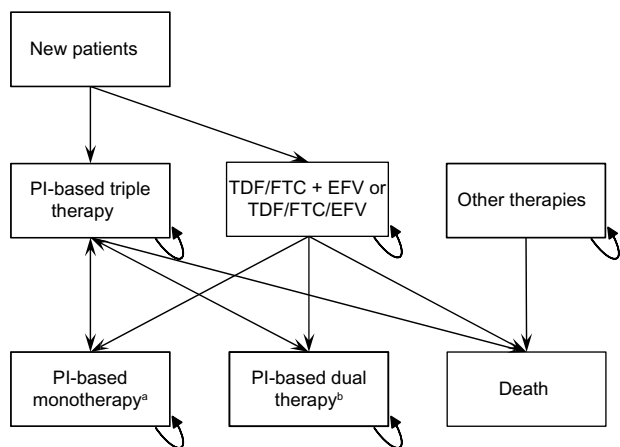 New patients
PI-based triple
therapy
TDF/FTC + EFV or
TDF/FTC/EFV
Other therapies
PI-based
monotherapyᵃ
PI-based dual
therapyᵇ
Death